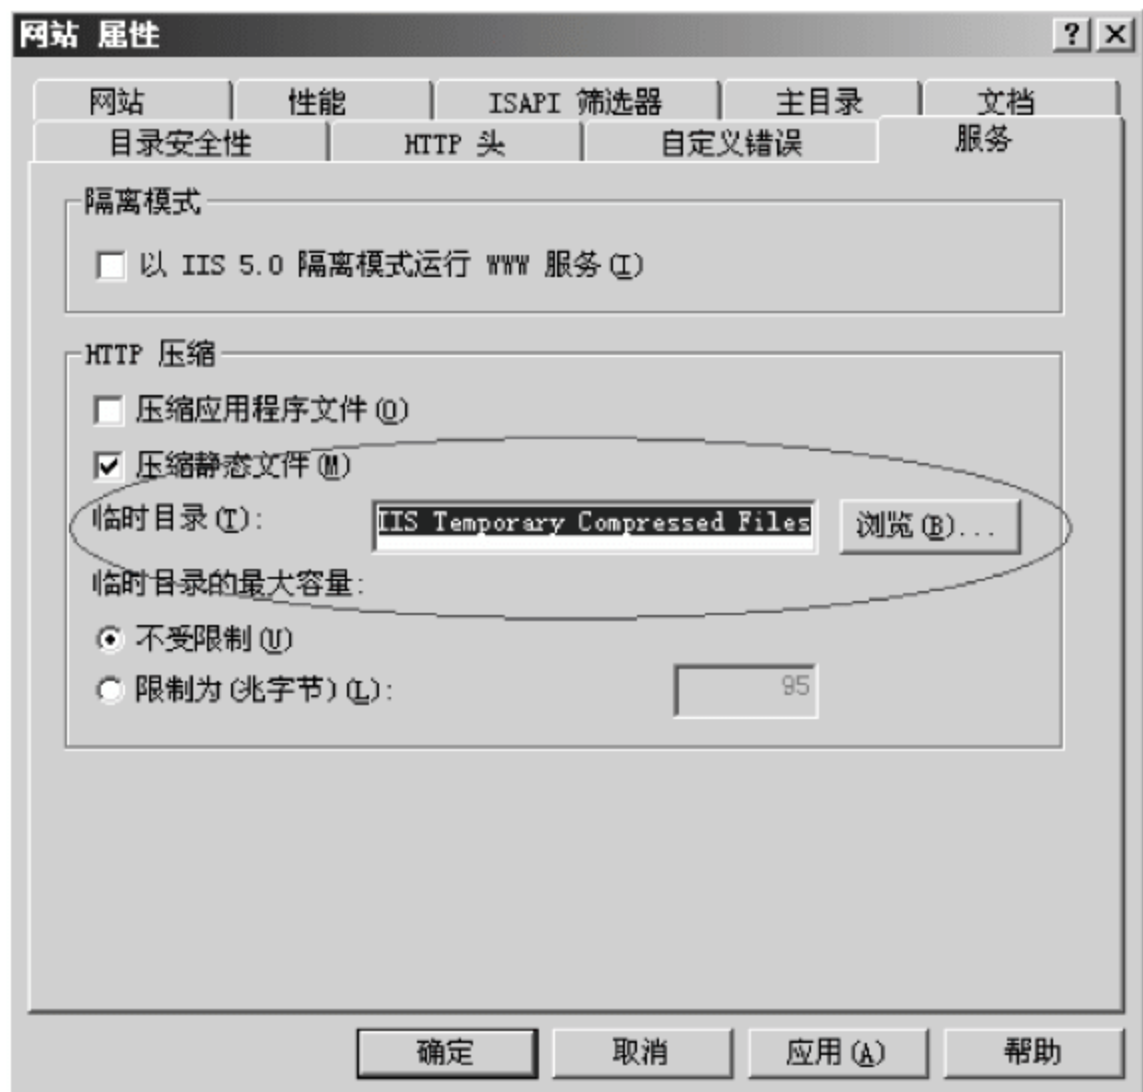 网站 属性
网站 性能 ISAPI 筛选器 主目录 文档
目录安全性 HTTP 头 自定义错误 服务
隔离模式
以 IIS 5.0 隔离模式运行 WWW 服务(I)
HTTP 压缩
压缩应用程序文件(O)
压缩静态文件(M)
临时目录(T): IIS Temporary Compressed Files 浏览(B)...
临时目录的最大容量:
不受限制(U)
限制为(兆字节)(L): 95
确定 取消 应用(A) 帮助